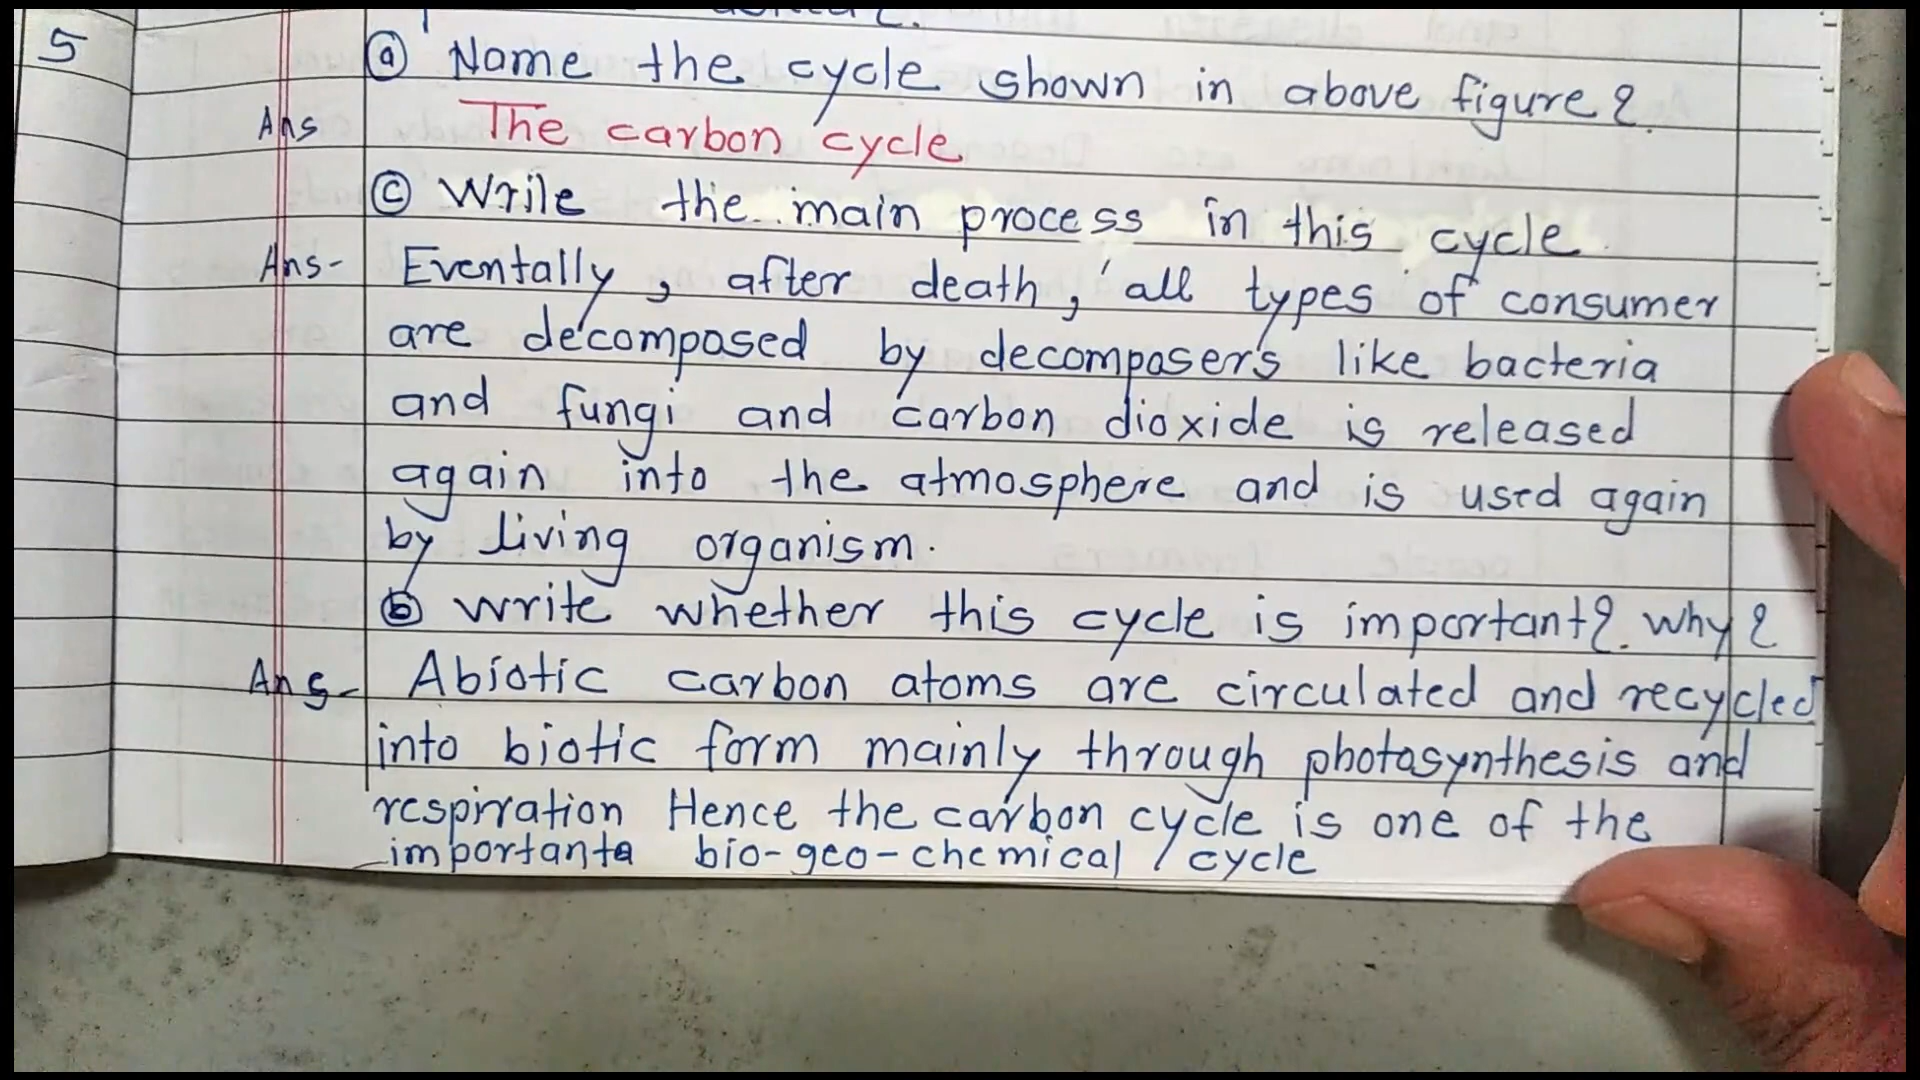 5
ⓐ Name the cycle shown in above figure ?
Ans The carbon cycle
ⓒ Write the main process in this cycle
Ans- Eventally, after death, all types of consumer
are decomposed by decomposers like bacteria
and fungi and carbon dioxide is released
again into the atmosphere and is used again
by living organism.
ⓑ write whether this cycle is important? why?
Ans- Abiotic carbon atoms are circulated and recycled
into biotic form mainly through photosynthesis and
respiration Hence the carbon cycle is one of the
important bio-geo-chemical cycle